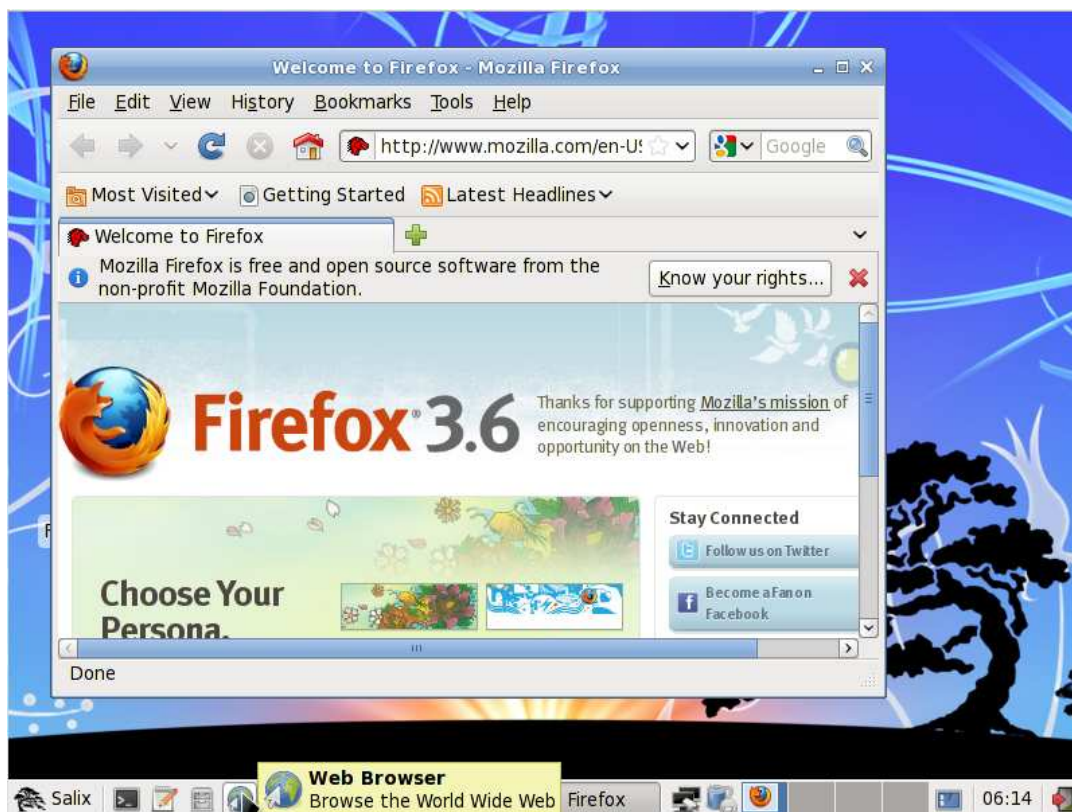 Welcome to Firefox - Mozilla Firefox
File Edit View History Bookmarks Tools Help
http://www.mozilla.com/en-US Google
Most Visited Getting Started Latest Headlines
Welcome to Firefox
Mozilla Firefox is free and open source software from the
non-profit Mozilla Foundation.
Know your rights...
Firefox® 3.6
Thanks for supporting Mozilla's mission of
encouraging openness, innovation and
opportunity on the Web!
Choose Your
Persona.
Stay Connected
Follow us on Twitter
Become a Fan on
Facebook
Done
Web Browser
Browse the World Wide Web
Salix Firefox 06:14